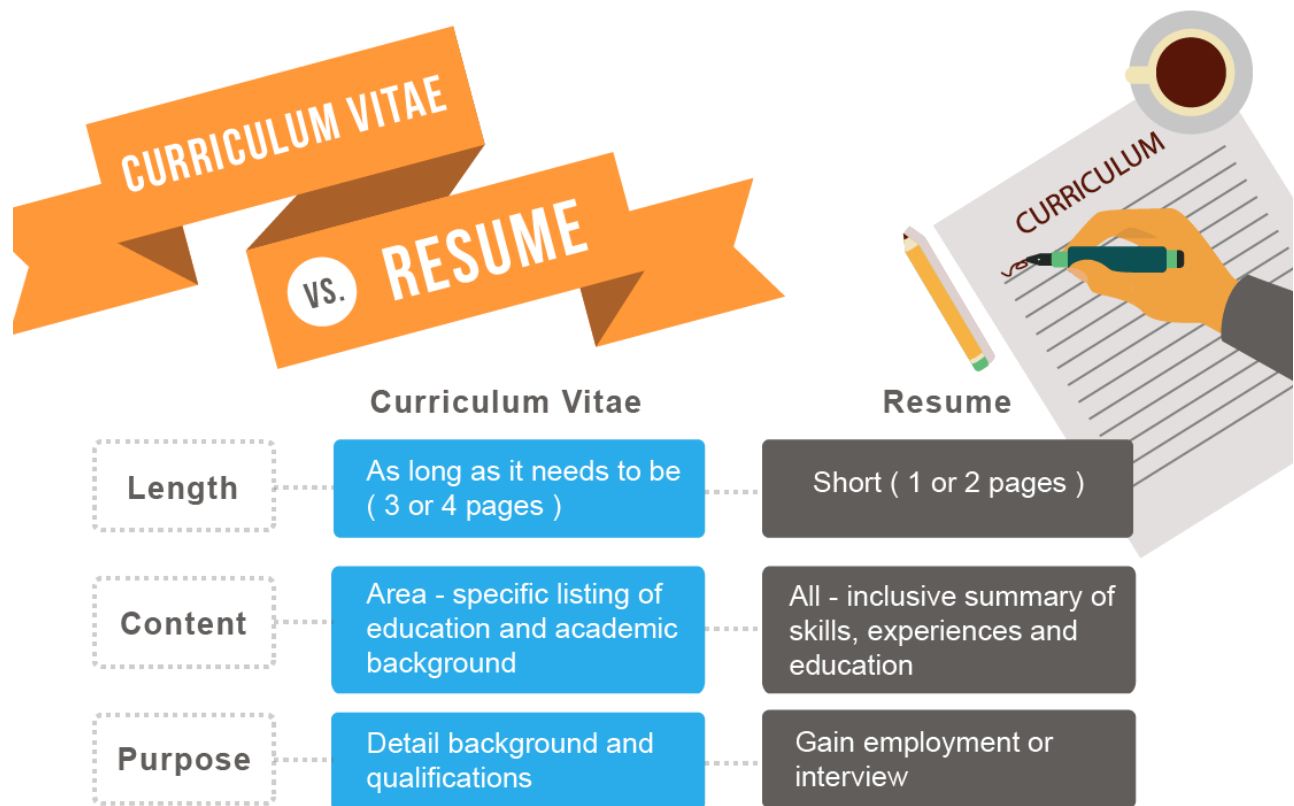 CURRICULUM VITAE
VS. RESUME
CURRICULUM
Curriculum Vitae
Resume
Length
As long as it needs to be
( 3 or 4 pages )
Short ( 1 or 2 pages )
Content
Area - specific listing of
education and academic
background
All - inclusive summary of
skills, experiences and
education
Purpose
Detail background and
qualifications
Gain employment or
interview